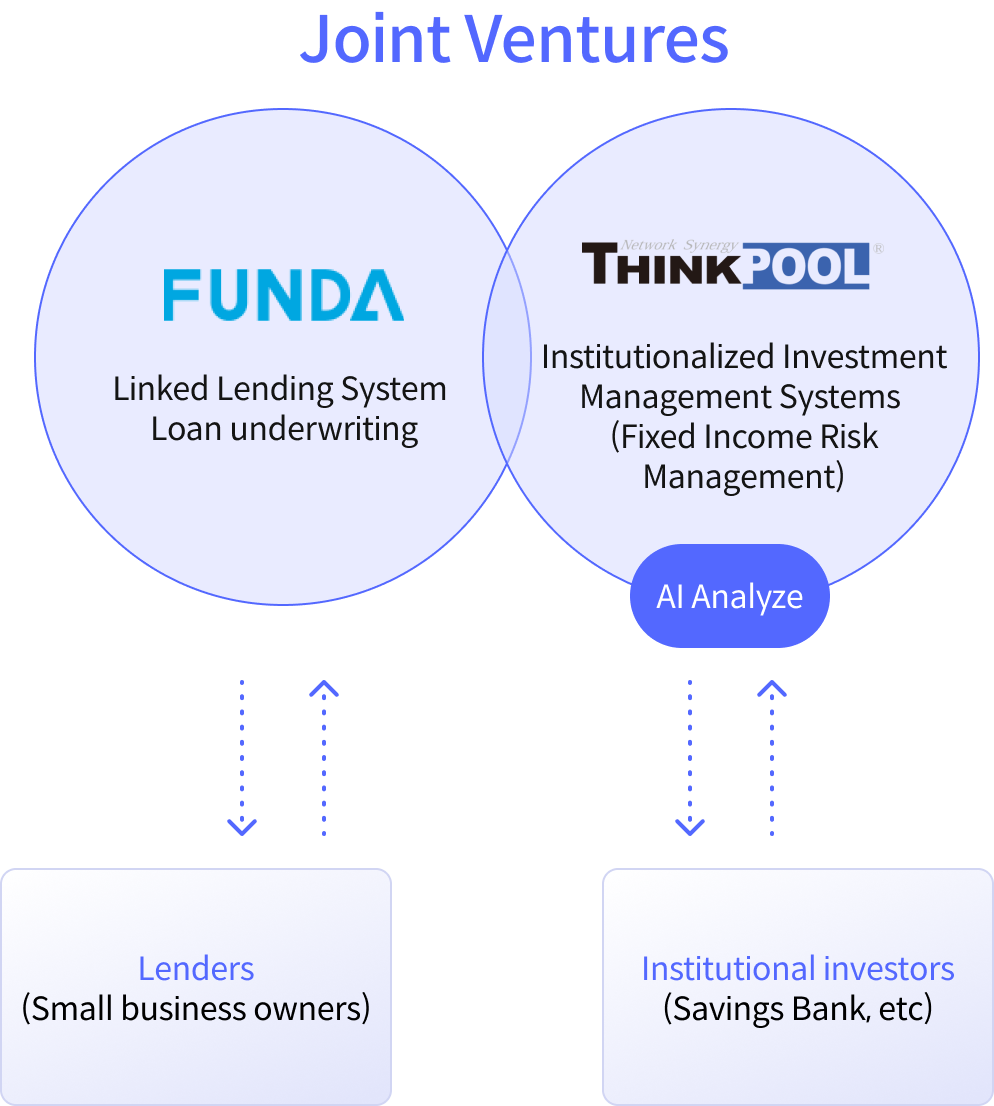 Joint Ventures
FUNDA
Linked Lending System
Loan underwriting
Network Synergy
THINKPOOL®
Institutionalized Investment
Management Systems
(Fixed Income Risk
Management)
AI Analyze
Lenders
(Small business owners)
Institutional investors
(Savings Bank, etc)